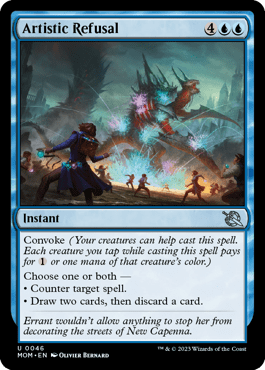 Artistic Refusal 4
Instant
Convoke (Your creatures can help cast this spell.
Each creature you tap while casting this spell pays
for 1 or one mana of that creature's color.)
Choose one or both —
• Counter target spell.
• Draw two cards, then discard a card.
Errant wouldn't allow anything to stop her from
decorating the streets of New Capenna.
U 0046
MOM • EN Olivier Bernard ™ & © 2023 Wizards of the Coast